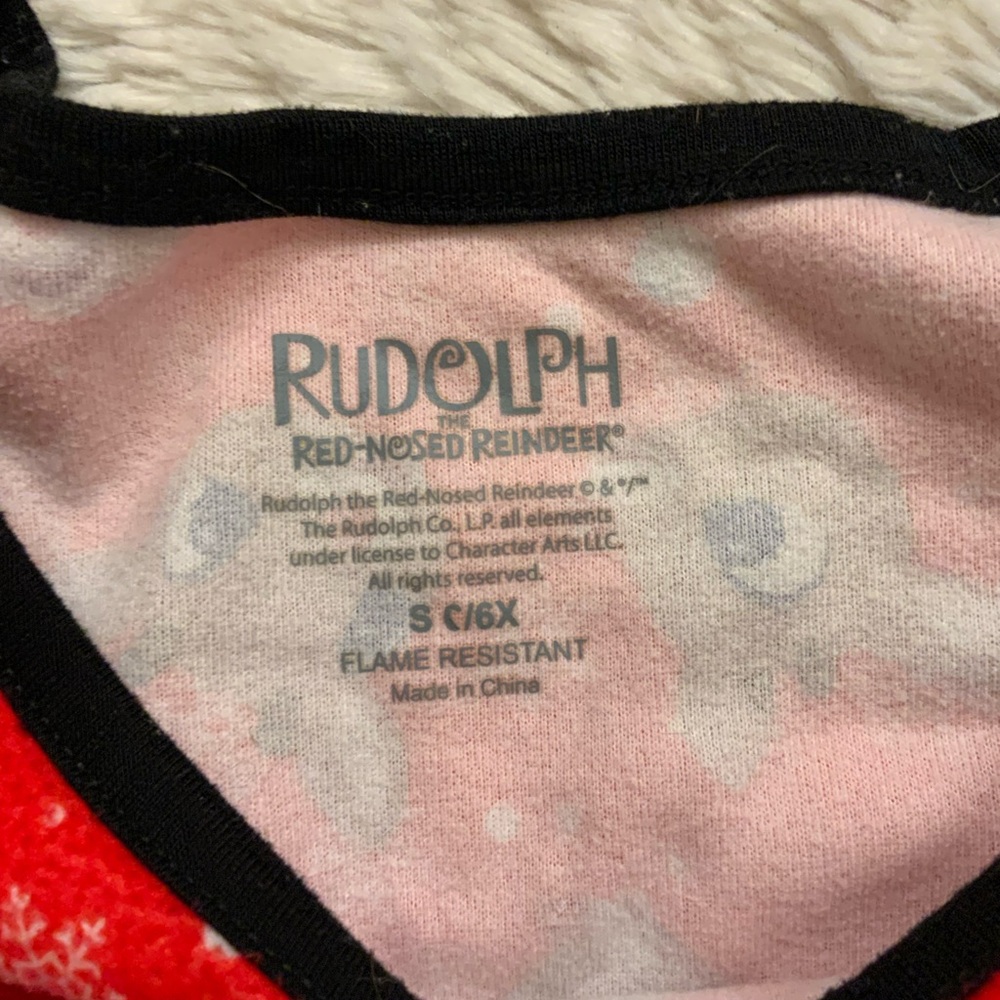 RUDOLPH
THE
RED-NOSED REINDEER®
Rudolph the Red-Nosed Reindeer © & ®/™
The Rudolph Co., L.P. all elements
under license to Character Arts LLC.
All rights reserved.
S /6X
FLAME RESISTANT
Made in China